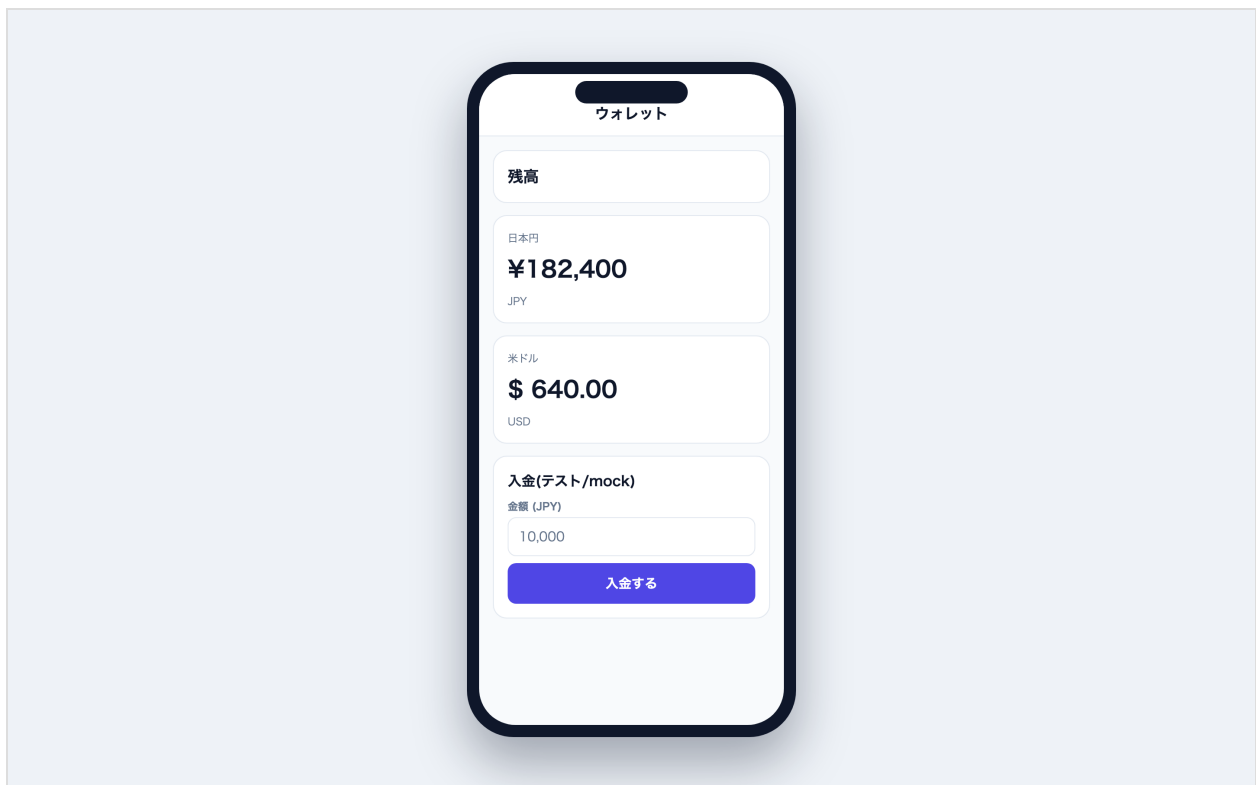 ウォレット
残高
日本円
¥182,400
JPY
米ドル
$ 640.00
USD
入金(テスト/mock)
金額 (JPY)
10,000
入金する